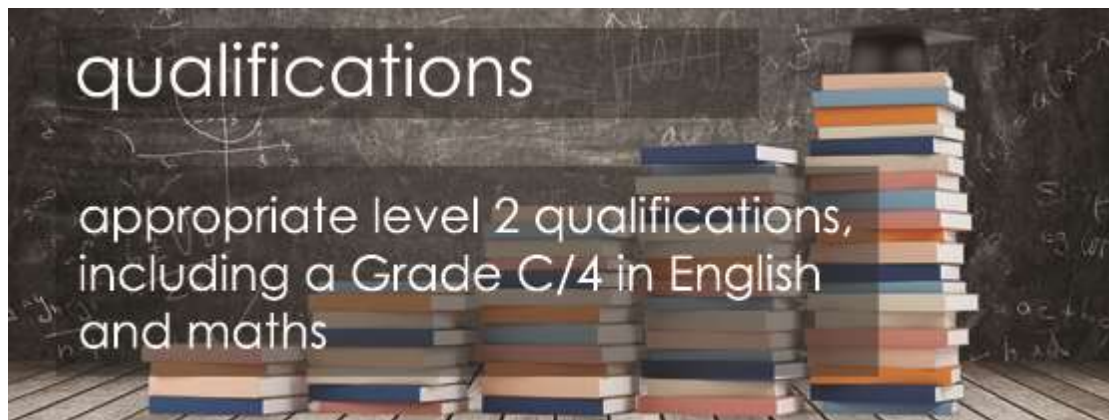 qualifications
appropriate level 2 qualifications,
including a Grade C/4 in English
and maths